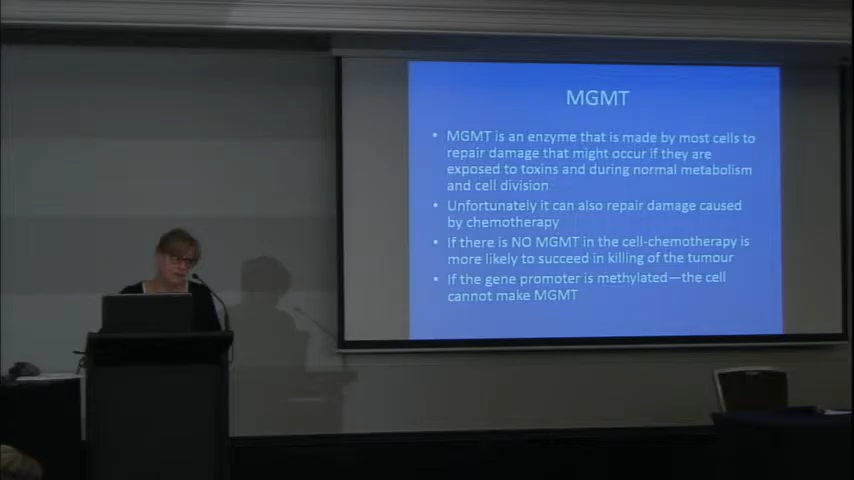 MGMT
• MGMT is an enzyme that is made by most cells to
repair damage that might occur if they are
exposed to toxins and during normal metabolism
and cell division
• Unfortunately it can also repair damage caused
by chemotherapy
• If there is NO MGMT in the cell-chemotherapy is
more likely to succeed in killing of the tumour
• If the gene promoter is methylated—the cell
cannot make MGMT